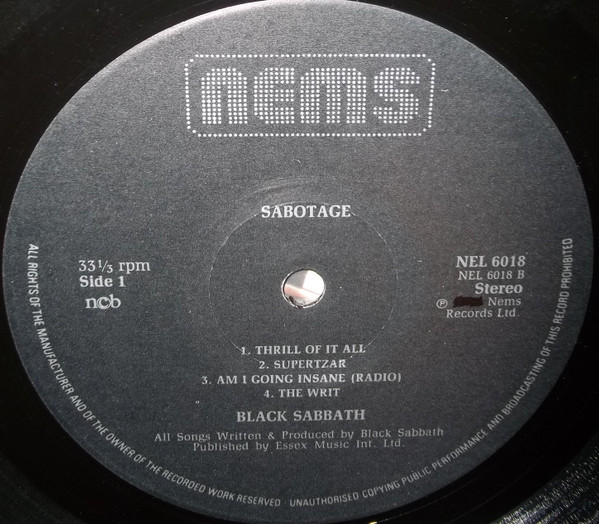 nems
SABOTAGE
33 1/3 rpm
Side 1
ncb
NEL 6018
NEL 6018 B
Stereo
℗ Nems
Records Ltd.
1. THRILL OF IT ALL
2. SUPERTZAR
3. AM I GOING INSANE (RADIO)
4. THE WRIT
BLACK SABBATH
All Songs Written & Produced by Black Sabbath
Published by Essex Music Int. Ltd.
ALL RIGHTS OF THE MANUFACTURER AND OF THE OWNER OF THE RECORDED WORK RESERVED · UNAUTHORISED COPYING PUBLIC PERFORMANCE AND BROADCASTING OF THIS RECORD PROHIBITED